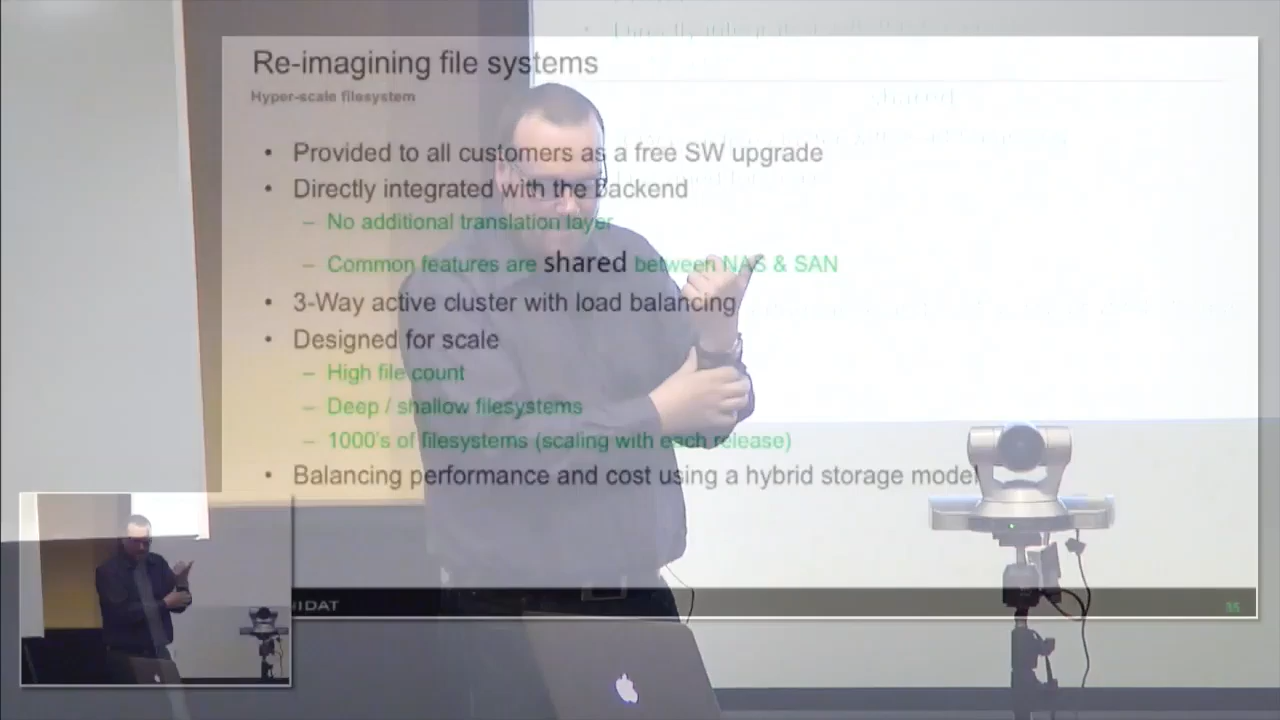 Re-imagining file systems
Hyper-scale filesystem
• Provided to all customers as a free SW upgrade
• Directly integrated with the backend
– No additional translation layer
– Common features are shared between NAS & SAN
• 3-Way active cluster with load balancing
• Designed for scale
– High file count
– Deep / shallow filesystems
– 1000's of filesystems (scaling with each release)
• Balancing performance and cost using a hybrid storage model
IDAT
35
shared